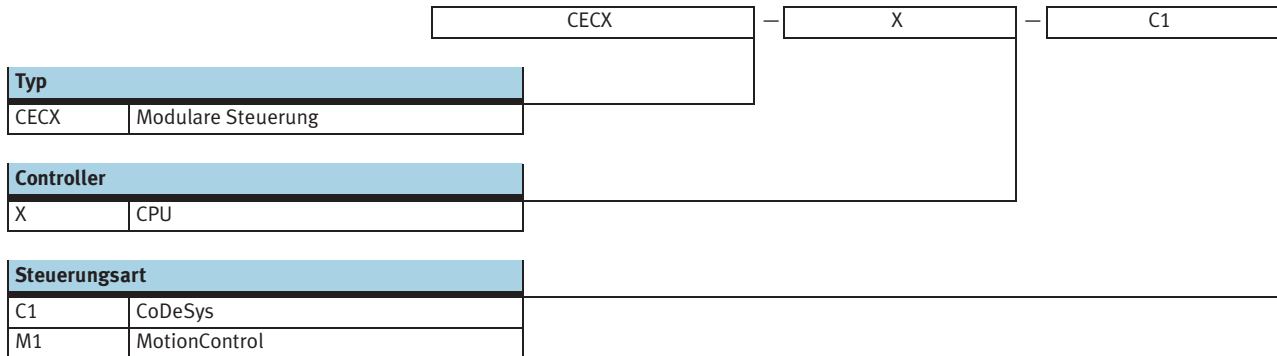 CECX — X — C1
Typ
CECX Modulare Steuerung
Controller
X CPU
Steuerungsart
C1 CoDeSys
M1 MotionControl